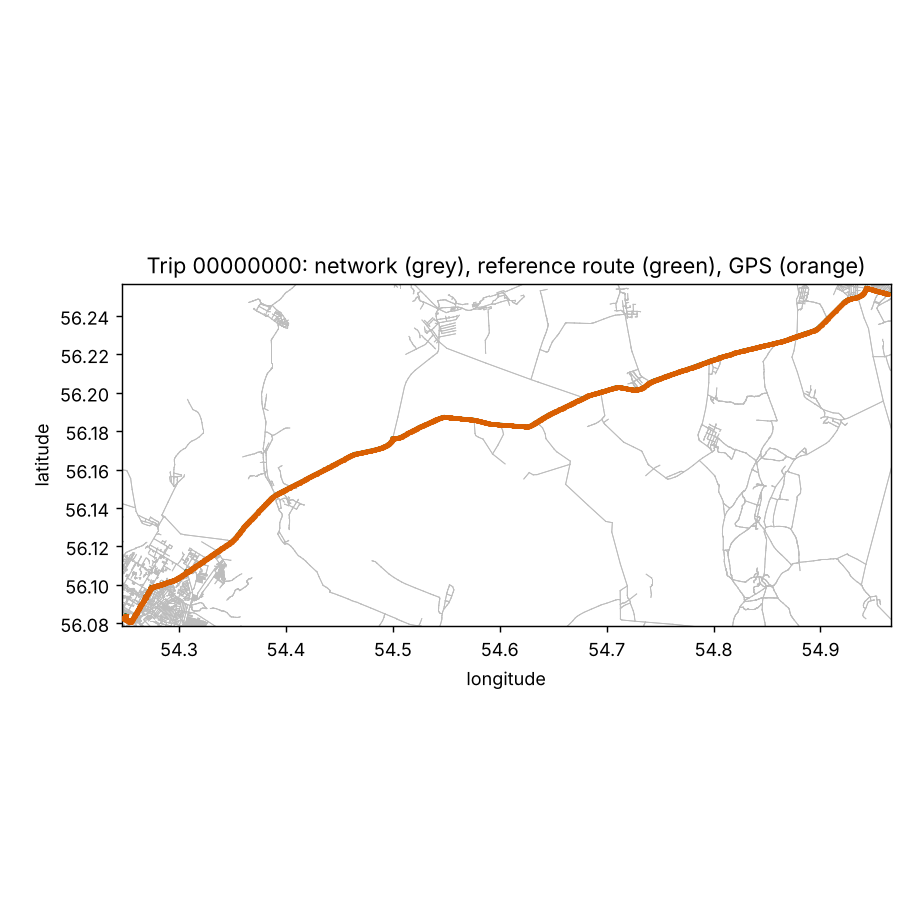 Trip 00000000: network (grey), reference route (green), GPS (orange)
56.24
56.22
56.20
56.18
56.16
56.14
56.12
56.10
56.08
latitude
54.3 54.4 54.5 54.6 54.7 54.8 54.9
longitude